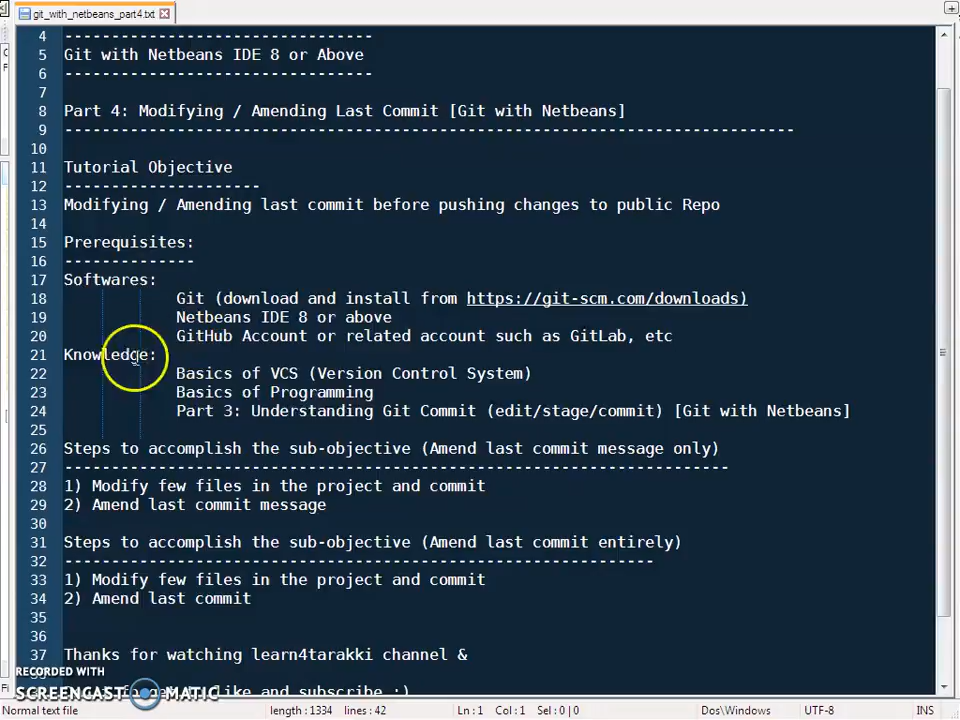 git_with_netbeans_part4.txt
4 ---------------------------------
5 Git with Netbeans IDE 8 or Above
6 ---------------------------------
7
8 Part 4: Modifying / Amending Last Commit [Git with Netbeans]
9 ------------------------------------------------------------------------------
10
11 Tutorial Objective
12 ---------------------
13 Modifying / Amending last commit before pushing changes to public Repo
14
15 Prerequisites:
16 --------------
17 Softwares:
18 Git (download and install from https://git-scm.com/downloads)
19 Netbeans IDE 8 or above
20 GitHub Account or related account such as GitLab, etc
21 Knowledge:
22 Basics of VCS (Version Control System)
23 Basics of Programming
24 Part 3: Understanding Git Commit (edit/stage/commit) [Git with Netbeans]
25
26 Steps to accomplish the sub-objective (Amend last commit message only)
27 -----------------------------------------------------------------------
28 1) Modify few files in the project and commit
29 2) Amend last commit message
30
31 Steps to accomplish the sub-objective (Amend last commit entirely)
32 ---------------------------------------------------------------
33 1) Modify few files in the project and commit
34 2) Amend last commit
35
36
37 Thanks for watching learn4tarakki channel &
like and subscribe :)
RECORDED WITH
SCREENCAST MATIC
Normal text file length : 1334 lines : 42 Ln : 1 Col : 1 Sel : 0 | 0 Dos\Windows UTF-8 INS